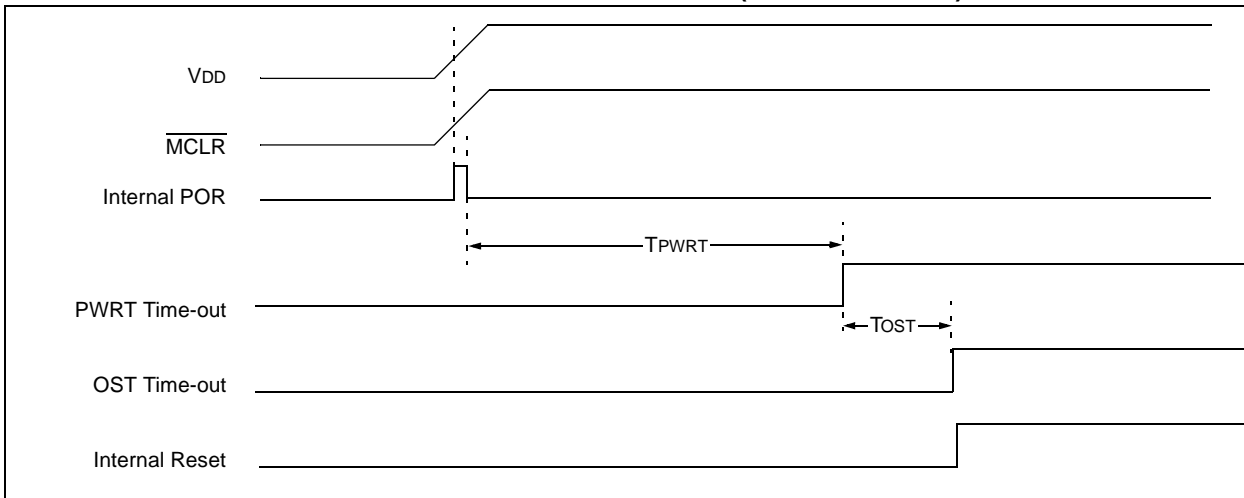 VDD
MCLR
Internal POR
TPWRT
PWRT Time-out
TOST
OST Time-out
Internal Reset